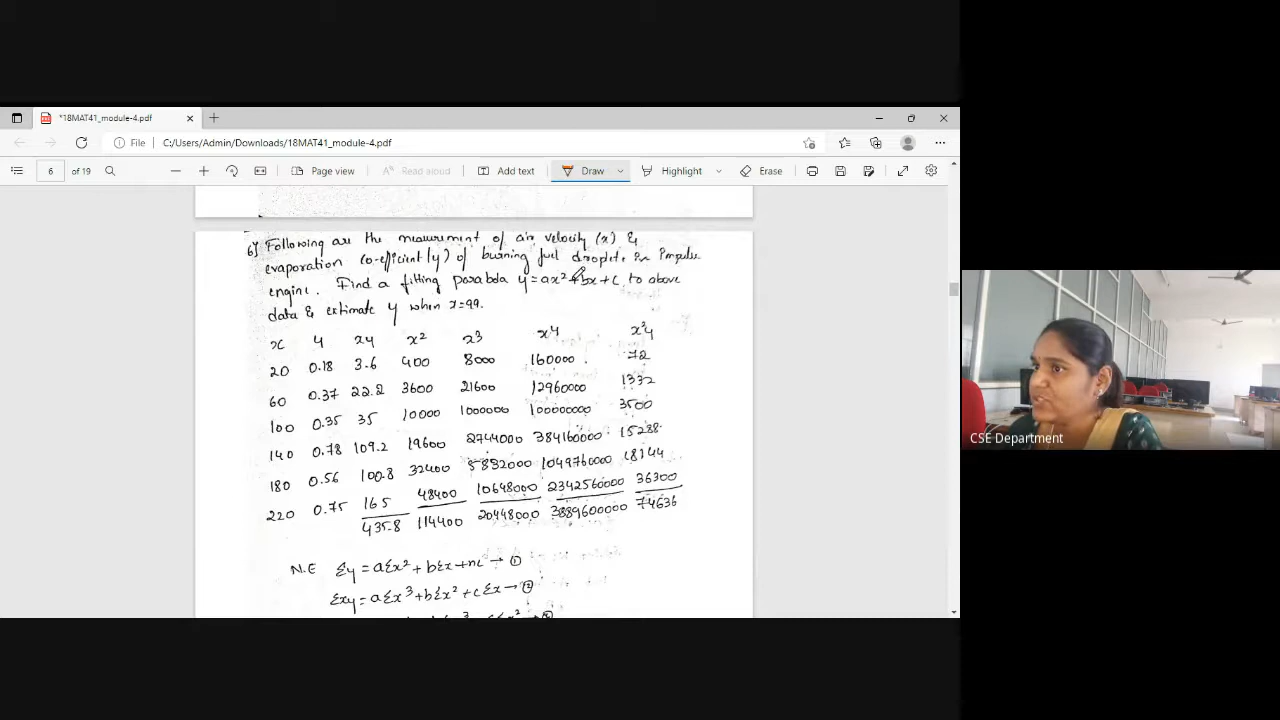 *18MAT41_module-4.pdf
File C:/Users/Admin/Downloads/18MAT41_module-4.pdf
6 of 19 Page view Read aloud Add text Draw Highlight Erase
6] Following are the measurement of air velocity (x) &
evaporation co-efficient (y) of burning fuel droplets in impulse
engine. Find a fitting parabola y=ax²+bx+c to above
data & estimate y when x=99.
x y xy x² x³ x⁴ x²y
20 0.18 3.6 400 8000 160000 72
60 0.37 22.2 3600 21600 12960000 1332
100 0.35 35 10000 1000000 100000000 3500
140 0.78 109.2 19600 2744000 384160000 15288
180 0.56 100.8 32400 5832000 1049760000 18144
220 0.75 165 48400 10648000 2342560000 36300
435.8 114400 20448000 3889600000 74636
N.E Σy = aΣx² + bΣx + nc → ①
Σxy = aΣx³ + bΣx² + cΣx → ②
CSE Department